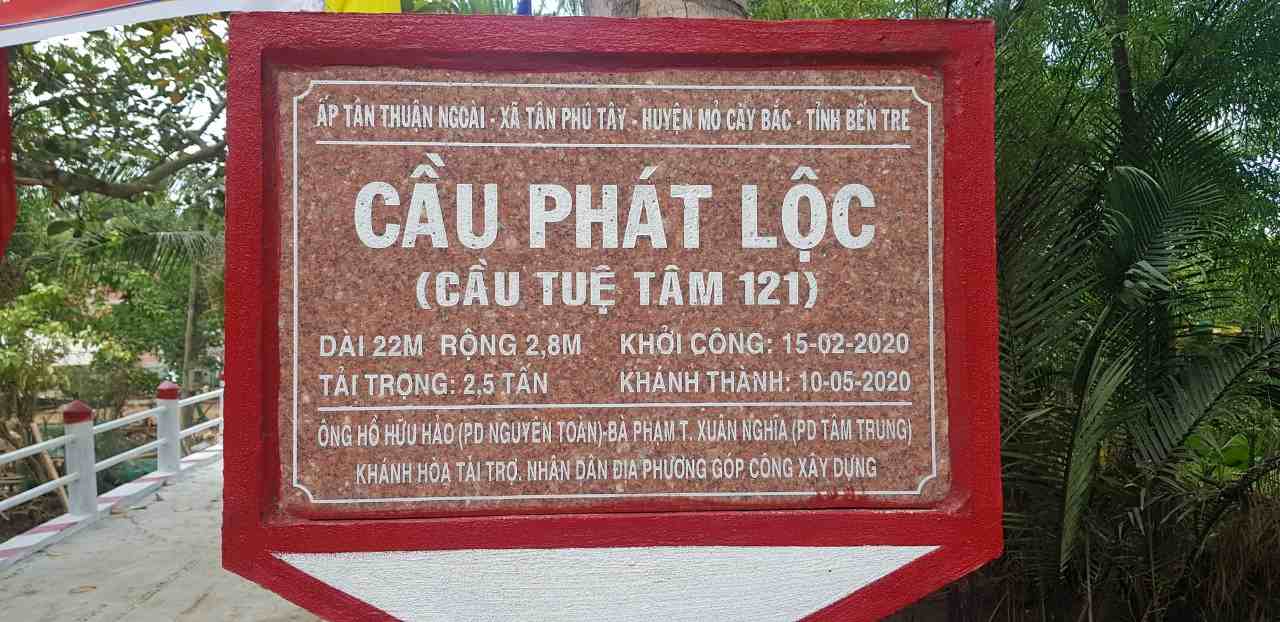 ẤP TÂN THUẬN NGOÀI - XÃ TÂN PHÚ TÂY - HUYỆN MỎ CÀY BẮC - TỈNH BẾN TRE
CẦU PHÁT LỘC
(CẦU TUỆ TÂM 121)
DÀI 22M RỘNG 2,8M KHỞI CÔNG: 15-02-2020
TẢI TRỌNG: 2.5 TẤN KHÁNH THÀNH: 10-05-2020
ÔNG HỒ HỮU HẢO (PD NGUYÊN TOÀN)-BÀ PHẠM T. XUÂN NGHĨA (PD TÂM TRUNG)
KHÁNH HÒA TÀI TRỢ. NHÂN DÂN ĐỊA PHƯƠNG GÓP CÔNG XÂY DỰNG